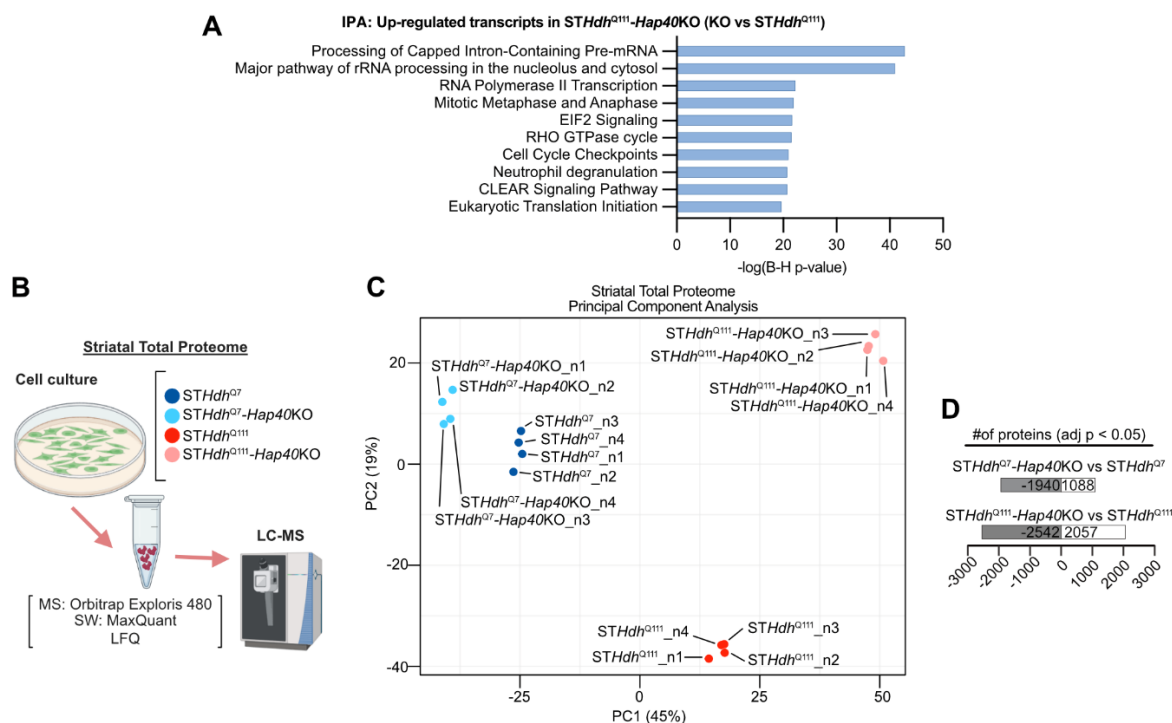 A
IPA: Up-regulated transcripts in STHdhQ111-Hap40KO (KO vs STHdhQ111)
Processing of Capped Intron-Containing Pre-mRNA
Major pathway of rRNA processing in the nucleolus and cytosol
RNA Polymerase II Transcription
Mitotic Metaphase and Anaphase
EIF2 Signaling
RHO GTPase cycle
Cell Cycle Checkpoints
Neutrophil degranulation
CLEAR Signaling Pathway
Eukaryotic Translation Initiation
0 10 20 30 40 50
-log(B-H p-value)
B
Striatal Total Proteome
Cell culture
STHdhQ7
STHdhQ7-Hap40KO
STHdhQ111
STHdhQ111-Hap40KO
LC-MS
MS: Orbitrap Exploris 480
SW: MaxQuant
LFQ
C
Striatal Total Proteome
Principal Component Analysis
STHdhQ111-Hap40KO_n3
STHdhQ111-Hap40KO_n2
STHdhQ111-Hap40KO_n1
STHdhQ111-Hap40KO_n4
STHdhQ7-Hap40KO_n1
STHdhQ7-Hap40KO_n2
STHdhQ7_n3
STHdhQ7_n4
STHdhQ7_n1
STHdhQ7_n2
STHdhQ7-Hap40KO_n4
STHdhQ7-Hap40KO_n3
STHdhQ111_n4
STHdhQ111_n3
STHdhQ111_n1
STHdhQ111_n2
20
0
-20
-40
PC2 (19%)
-25 0 25 50
PC1 (45%)
D
#of proteins (adj p < 0.05)
STHdhQ7-Hap40KO vs STHdhQ7
-1940 1088
STHdhQ111-Hap40KO vs STHdhQ111
-2542 2057
-3000 -2000 -1000 0 1000 2000 3000